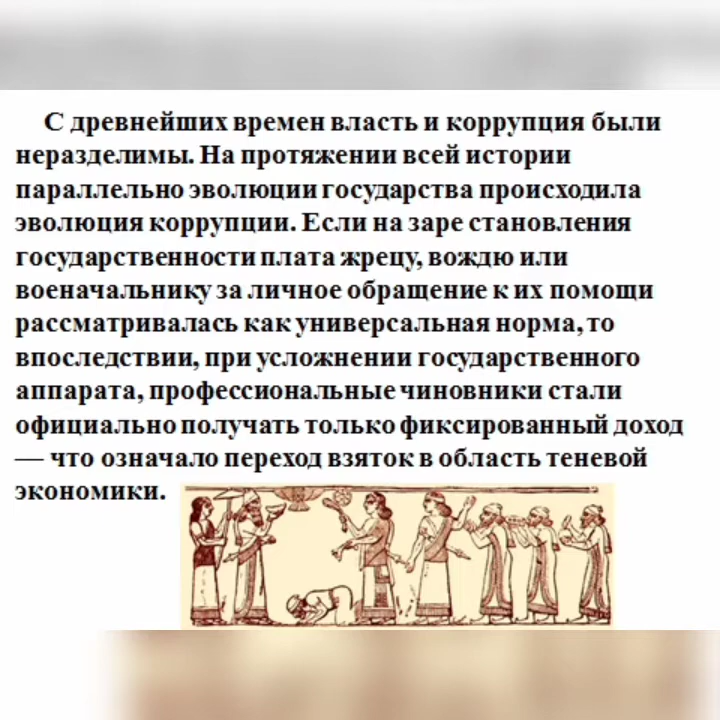 С древнейших времен власть и коррупция были
неразделимы. На протяжении всей истории
параллельно эволюции государства происходила
эволюция коррупции. Если на заре становления
государственности плата жрецу, вождю или
военачальнику за личное обращение к их помощи
рассматривалась как универсальная норма, то
впоследствии, при усложнении государственного
аппарата, профессиональные чиновники стали
официально получать только фиксированный доход
— что означало переход взяток в область теневой
экономики.